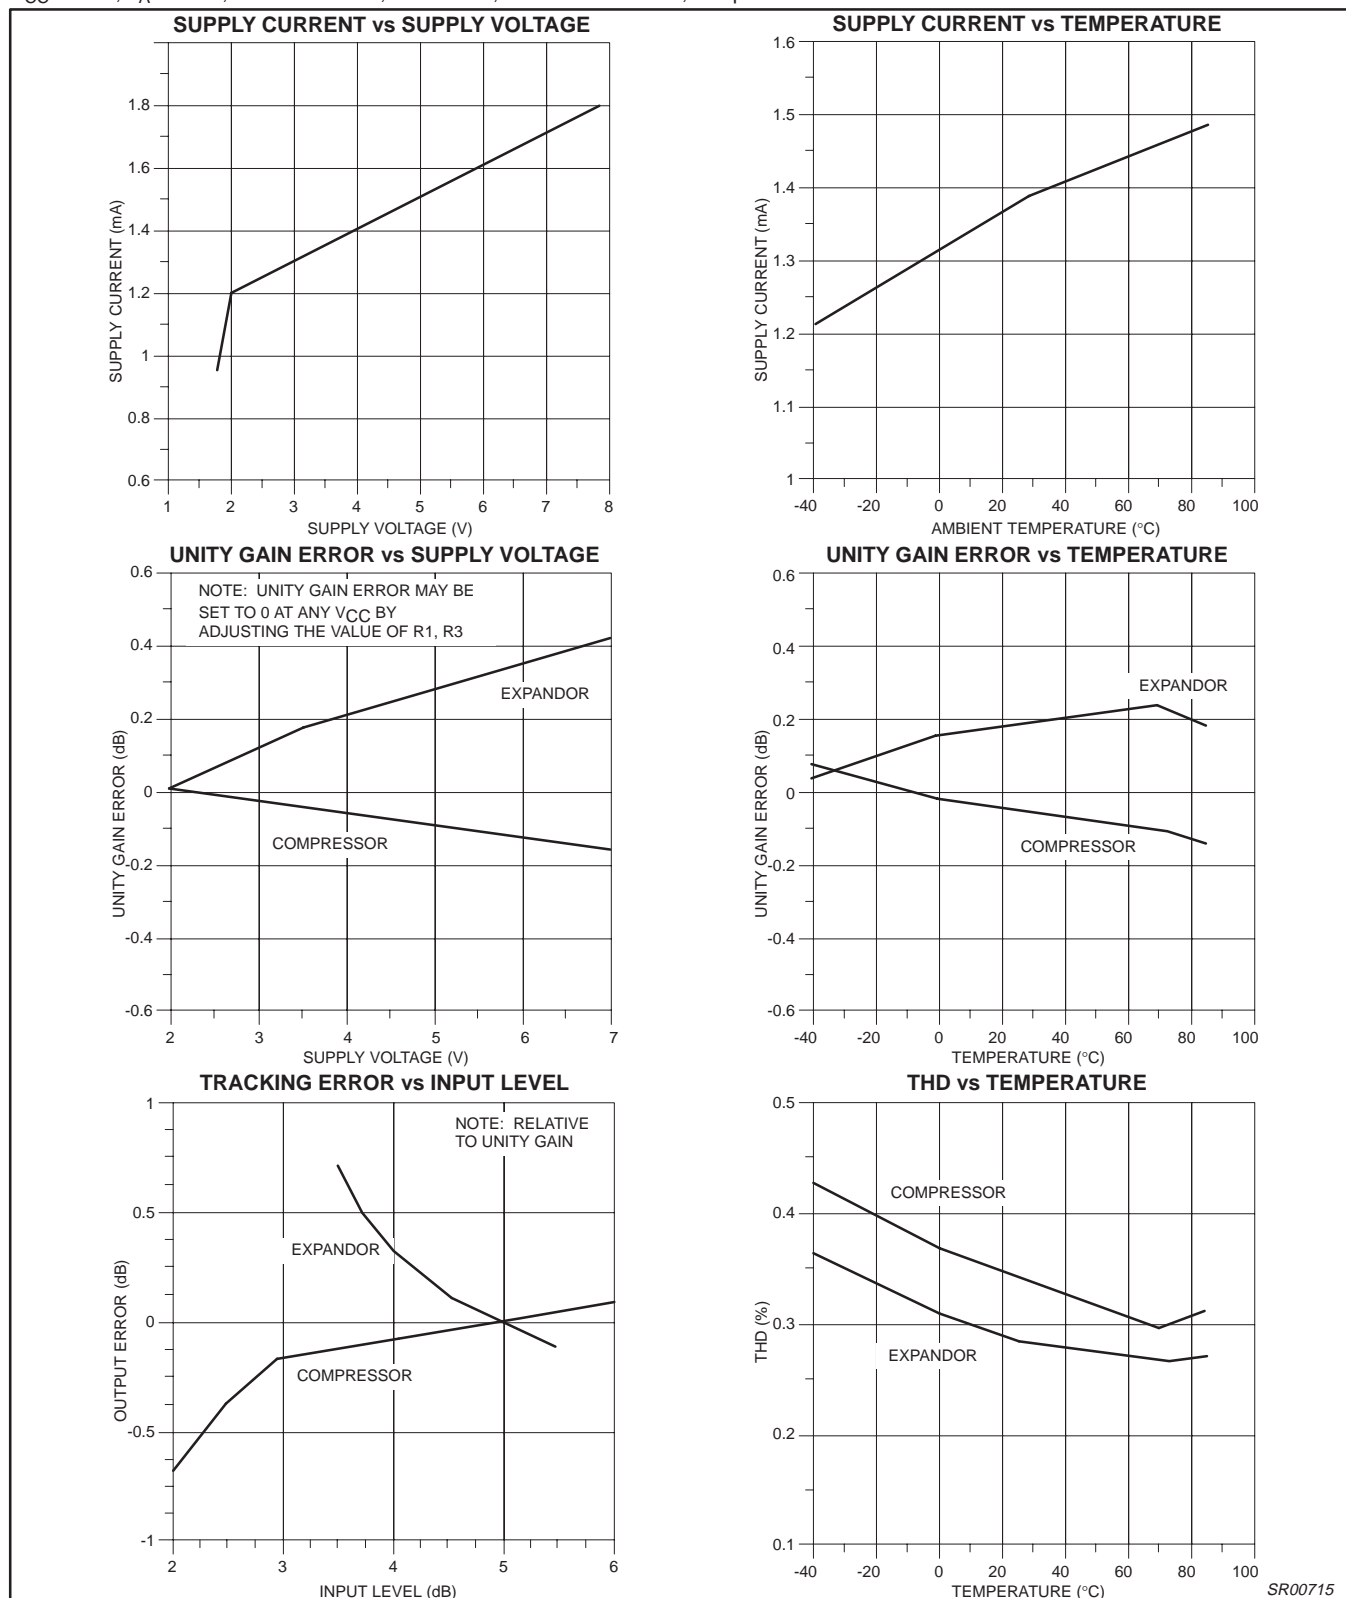 SUPPLY CURRENT vs SUPPLY VOLTAGE
1.8
1.6
1.4
1.2
1
0.8
0.6
SUPPLY CURRENT (mA)
1 2 3 4 5 6 7 8
SUPPLY VOLTAGE (V)
SUPPLY CURRENT vs TEMPERATURE
1.6
1.5
1.4
1.3
1.2
1.1
1
SUPPLY CURRENT (mA)
-40 -20 0 20 40 60 80 100
AMBIENT TEMPERATURE (°C)
UNITY GAIN ERROR vs SUPPLY VOLTAGE
NOTE: UNITY GAIN ERROR MAY BE
SET TO 0 AT ANY VCC BY
ADJUSTING THE VALUE OF R1, R3
0.6
0.4
0.2
0
-0.2
-0.4
-0.6
UNITY GAIN ERROR (dB)
EXPANDOR
COMPRESSOR
2 3 4 5 6 7
SUPPLY VOLTAGE (V)
UNITY GAIN ERROR vs TEMPERATURE
0.6
0.4
0.2
0
-0.2
-0.4
-0.6
UNITY GAIN ERROR (dB)
EXPANDOR
COMPRESSOR
-40 -20 0 20 40 60 80 100
TEMPERATURE (°C)
TRACKING ERROR vs INPUT LEVEL
NOTE: RELATIVE
TO UNITY GAIN
1
0.5
0
-0.5
-1
OUTPUT ERROR (dB)
EXPANDOR
COMPRESSOR
2 3 4 5 6
INPUT LEVEL (dB)
THD vs TEMPERATURE
0.5
0.4
0.3
0.2
0.1
THD (%)
COMPRESSOR
EXPANDOR
-40 -20 0 20 40 60 80 100
TEMPERATURE (°C)
SR00715